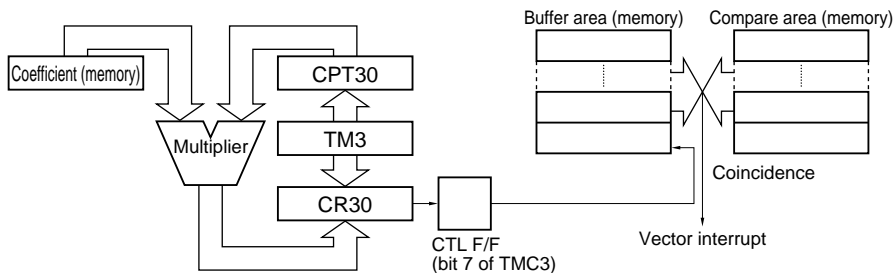 Buffer area (memory)
Compare area (memory)
Coefficient (memory)
CPT30
Multiplier
TM3
CR30
Coincidence
CTL F/F
(bit 7 of TMC3)
Vector interrupt